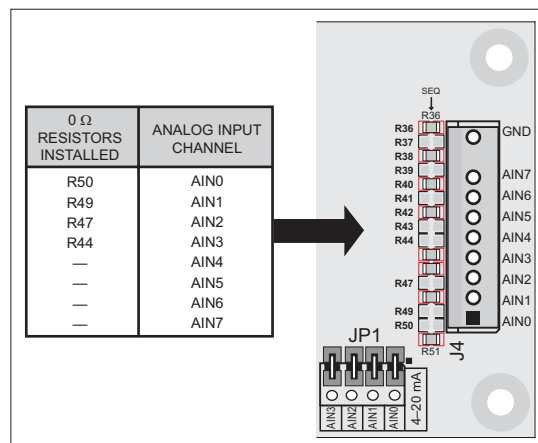 0 Ω
RESISTORS
INSTALLED
ANALOG INPUT
CHANNEL
R50 AIN0
R49 AIN1
R47 AIN2
R44 AIN3
— AIN4
— AIN5
— AIN6
— AIN7
SEQ
R36
R36
R37
R38
R39
R40
R41
R42
R43
R44
R47
R49
R50
R51
GND
AIN7
AIN6
AIN5
AIN4
AIN3
AIN2
AIN1
AIN0
J4
JP1
AIN3
AIN2
AIN1
AIN0
4–20 mA